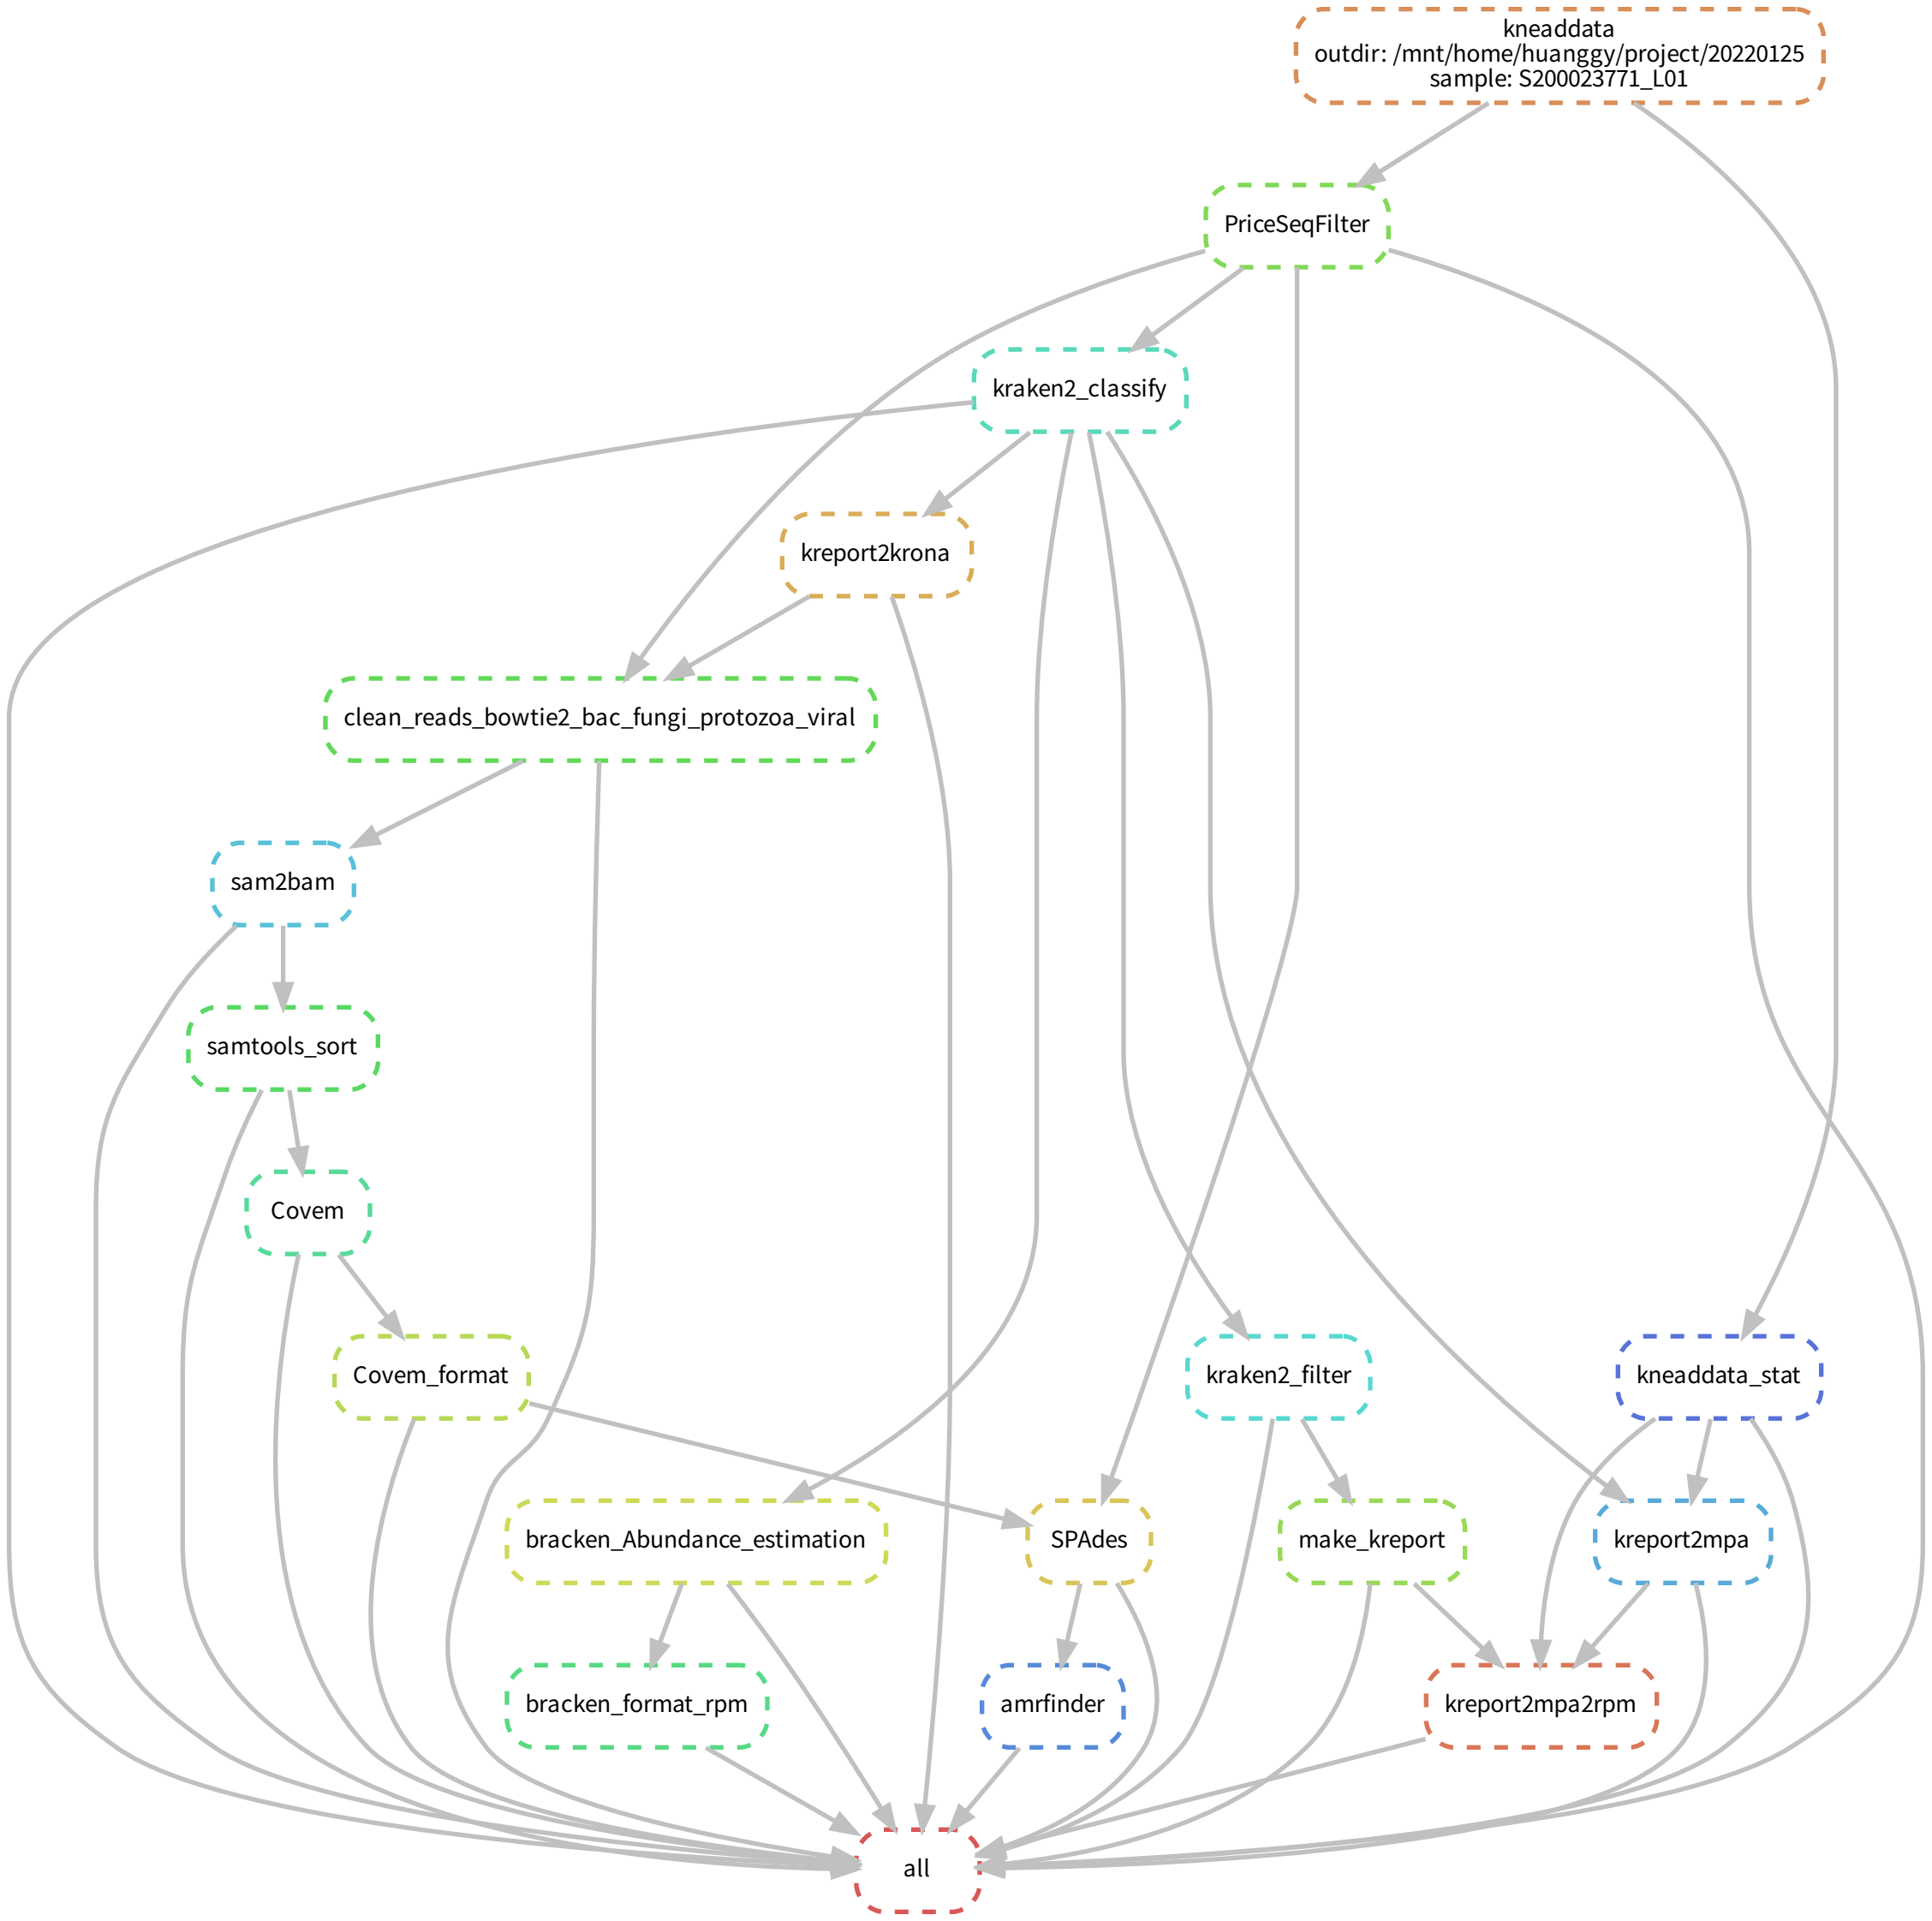 kneaddata
outdir: /mnt/home/huanggy/project/20220125
sample: S200023771_L01
PriceSeqFilter
kraken2_classify
kreport2krona
clean_reads_bowtie2_bac_fungi_protozoa_viral
sam2bam
samtools_sort
Covem
Covem_format
kraken2_filter
kneaddata_stat
bracken_Abundance_estimation
SPAdes
make_kreport
kreport2mpa
bracken_format_rpm
amrfinder
kreport2mpa2rpm
all